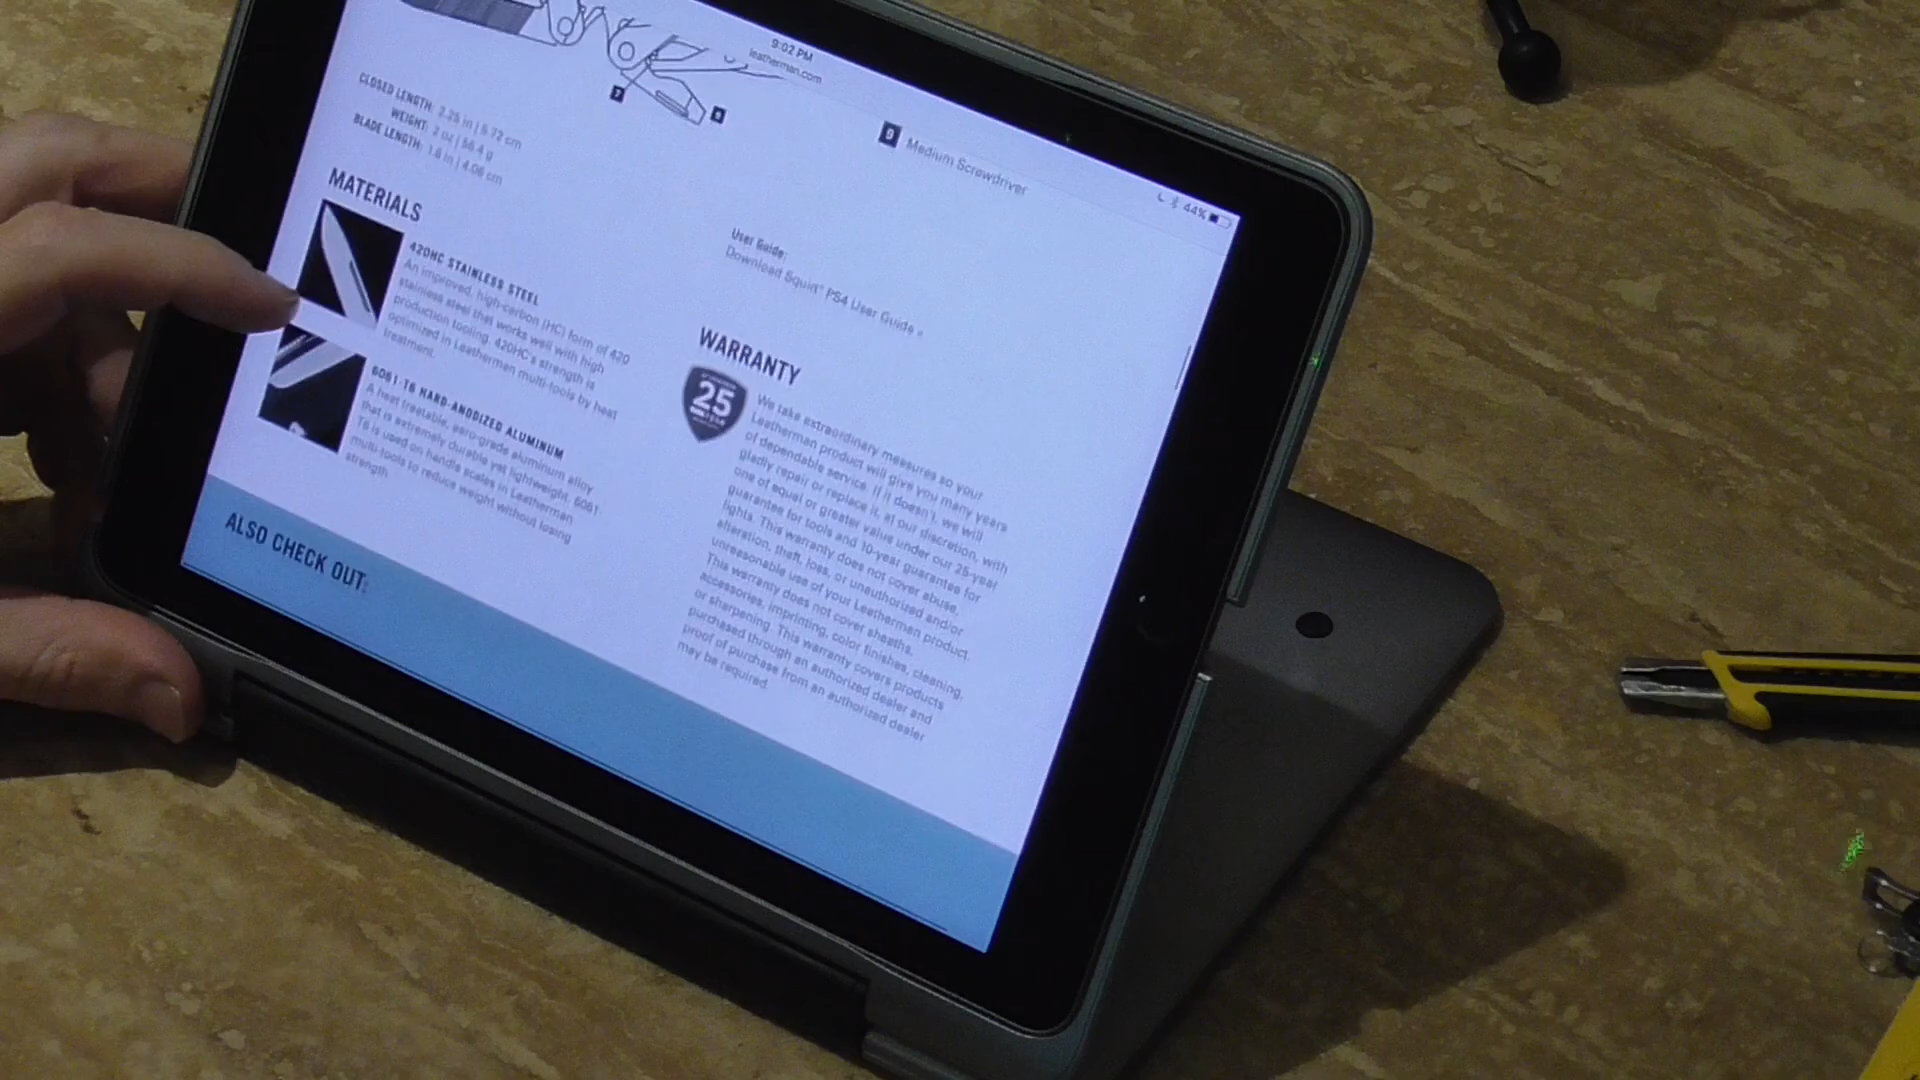 9:02 PM
leatherman.com
44%
7
8
9 Medium Screwdriver
CLOSED LENGTH: 2.25 in | 5.72 cm
WEIGHT: 2 oz | 56.4 g
BLADE LENGTH: 1.6 in | 4.06 cm
MATERIALS
420HC STAINLESS STEEL
An improved, high-carbon (HC) form of 420
stainless steel that works well with high
production tooling. 420HC's strength is
optimized in Leatherman multi-tools by heat
treatment.
6061-T6 HARD-ANODIZED ALUMINUM
A heat treatable, aero-grade aluminum alloy
that is extremely durable yet lightweight. 6061
T6 is used on handle scales in Leatherman
multi-tools to reduce weight without losing
strength.
ALSO CHECK OUT:
User Guide:
Download Squirt® PS4 User Guide »
WARRANTY
25
We take extraordinary measures so your
Leatherman product will give you many years
of dependable service. If it doesn't, we will
gladly repair or replace it, at our discretion, with
one of equal or greater value under our 25-year
guarantee for tools and 10-year guarantee for
lights. This warranty does not cover abuse,
alteration, theft, loss, or unauthorized and/or
unreasonable use of your Leatherman product.
This warranty does not cover sheaths,
accessories, imprinting, color finishes, cleaning,
or sharpening. This warranty covers products
purchased through an authorized dealer and
proof of purchase from an authorized dealer
may be required.